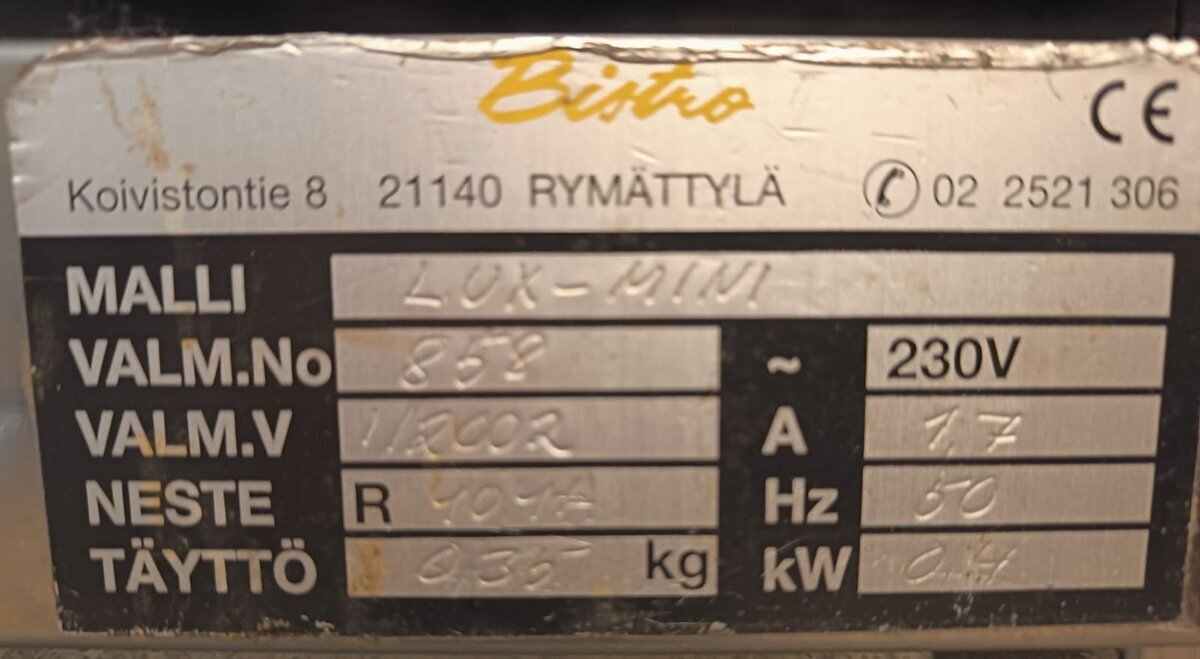 Bistro
CE
Koivistontie 8 21140 RYMÄTTYLÄ 02 2521 306
MALLI LUX-MINI
VALM.No 858 ~ 230V
VALM.V 1/2002 A 1,7
NESTE R 404A Hz 50
TÄYTTÖ 0,35 kg kW